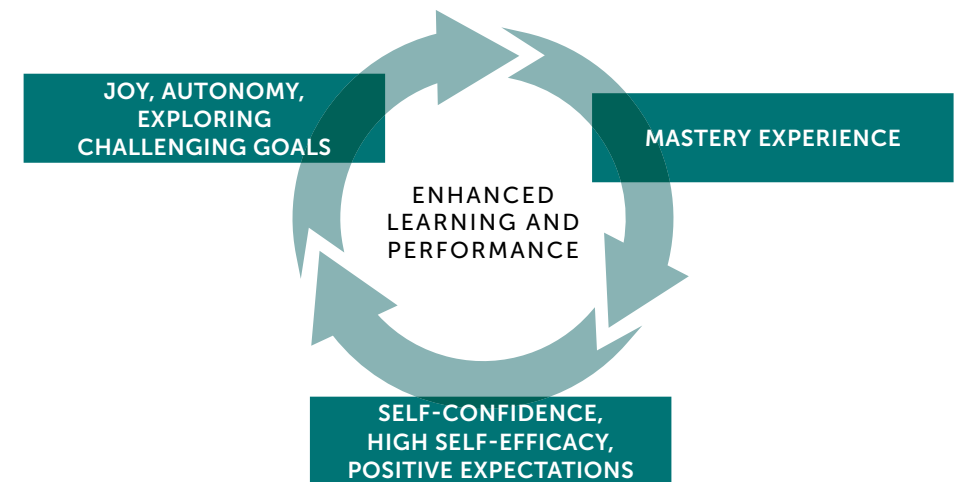 JOY, AUTONOMY,
EXPLORING
CHALLENGING GOALS
MASTERY EXPERIENCE
ENHANCED
LEARNING AND
PERFORMANCE
SELF-CONFIDENCE,
HIGH SELF-EFFICACY,
POSITIVE EXPECTATIONS